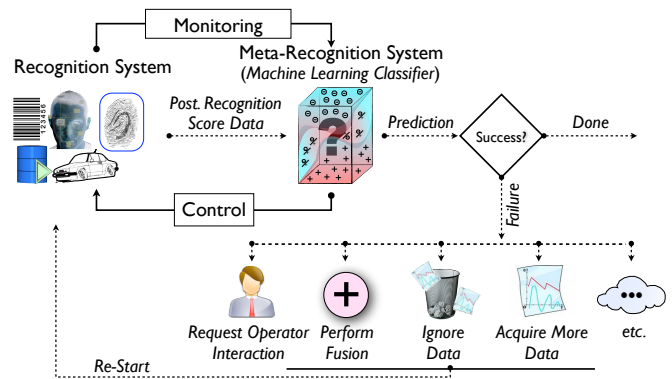 Monitoring
Recognition System
Meta-Recognition System
(Machine Learning Classifier)
123456
Post. Recognition
Score Data
?
Prediction
Success?
Done
Control
Failure
Request Operator
Interaction
Perform
Fusion
Ignore
Data
Acquire More
Data
etc.
Re-Start